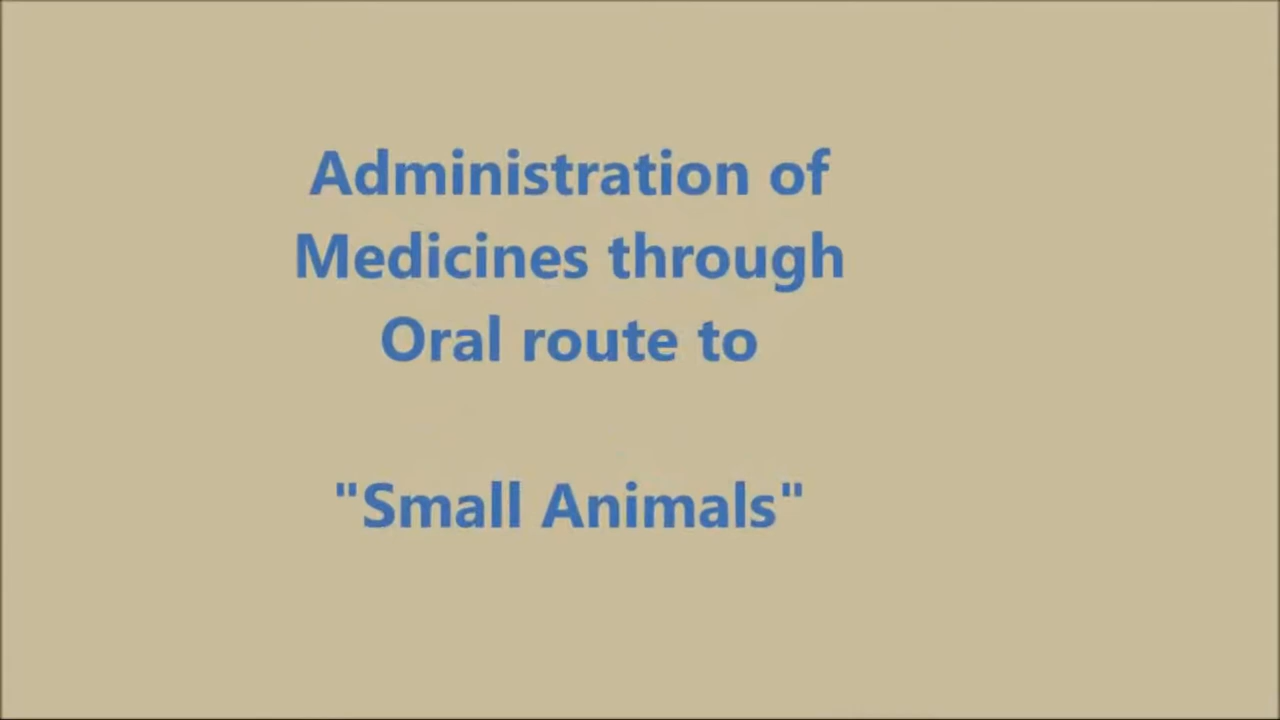 Administration of
Medicines through
Oral route to
"Small Animals"